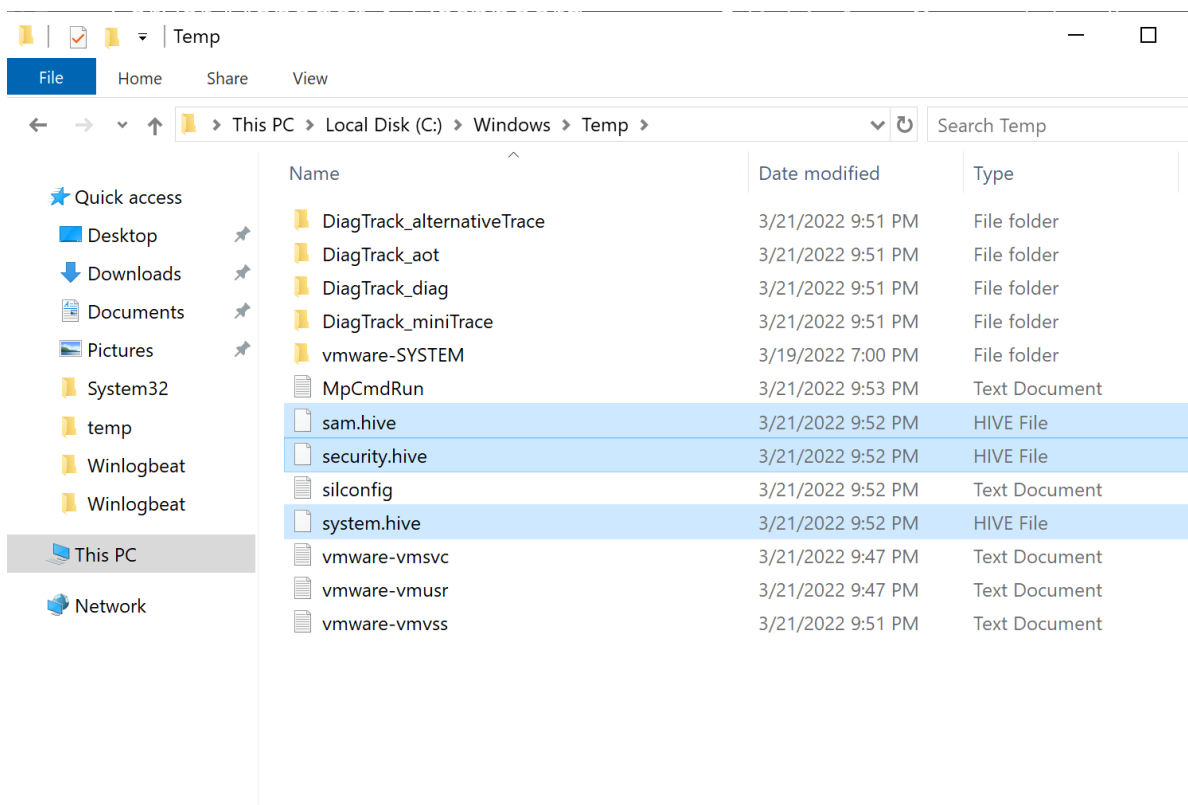 Temp
File Home Share View
This PC Local Disk (C:) Windows Temp Search Temp
Name Date modified Type
Quick access
Desktop
Downloads
Documents
Pictures
System32
temp
Winlogbeat
Winlogbeat
This PC
Network
DiagTrack_alternativeTrace 3/21/2022 9:51 PM File folder
DiagTrack_aot 3/21/2022 9:51 PM File folder
DiagTrack_diag 3/21/2022 9:51 PM File folder
DiagTrack_miniTrace 3/21/2022 9:51 PM File folder
vmware-SYSTEM 3/19/2022 7:00 PM File folder
MpCmdRun 3/21/2022 9:53 PM Text Document
sam.hive 3/21/2022 9:52 PM HIVE File
security.hive 3/21/2022 9:52 PM HIVE File
silconfig 3/21/2022 9:52 PM Text Document
system.hive 3/21/2022 9:52 PM HIVE File
vmware-vmsvc 3/21/2022 9:47 PM Text Document
vmware-vmusr 3/21/2022 9:47 PM Text Document
vmware-vmvss 3/21/2022 9:51 PM Text Document